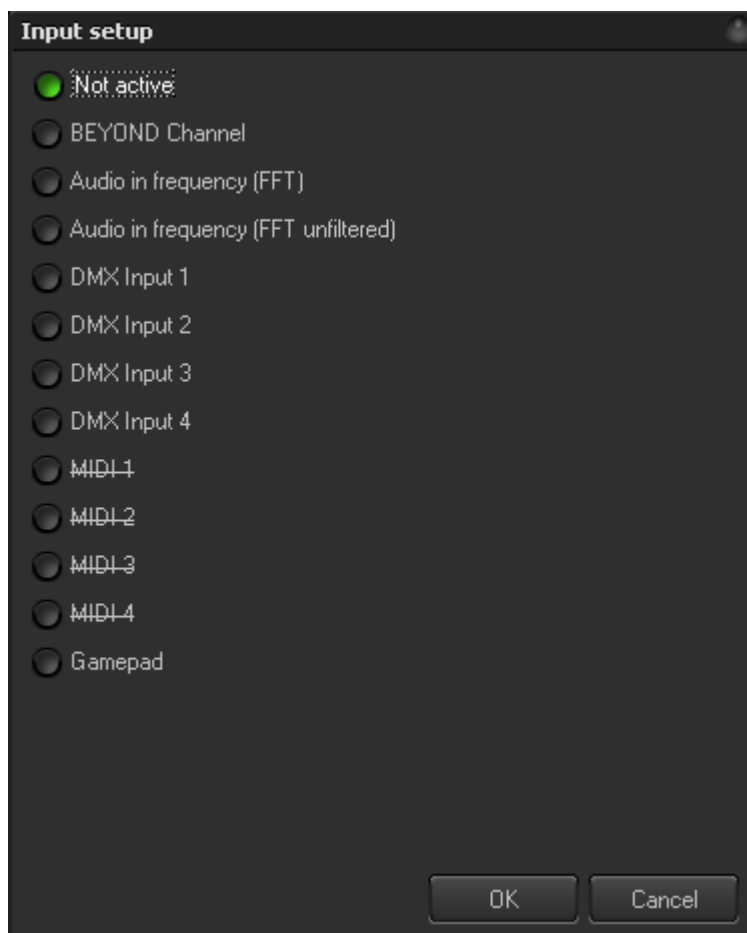 Input setup
Not active
BEYOND Channel
Audio in frequency (FFT)
Audio in frequency (FFT unfiltered)
DMX Input 1
DMX Input 2
DMX Input 3
DMX Input 4
MIDI 1
MIDI 2
MIDI 3
MIDI 4
Gamepad
OK Cancel